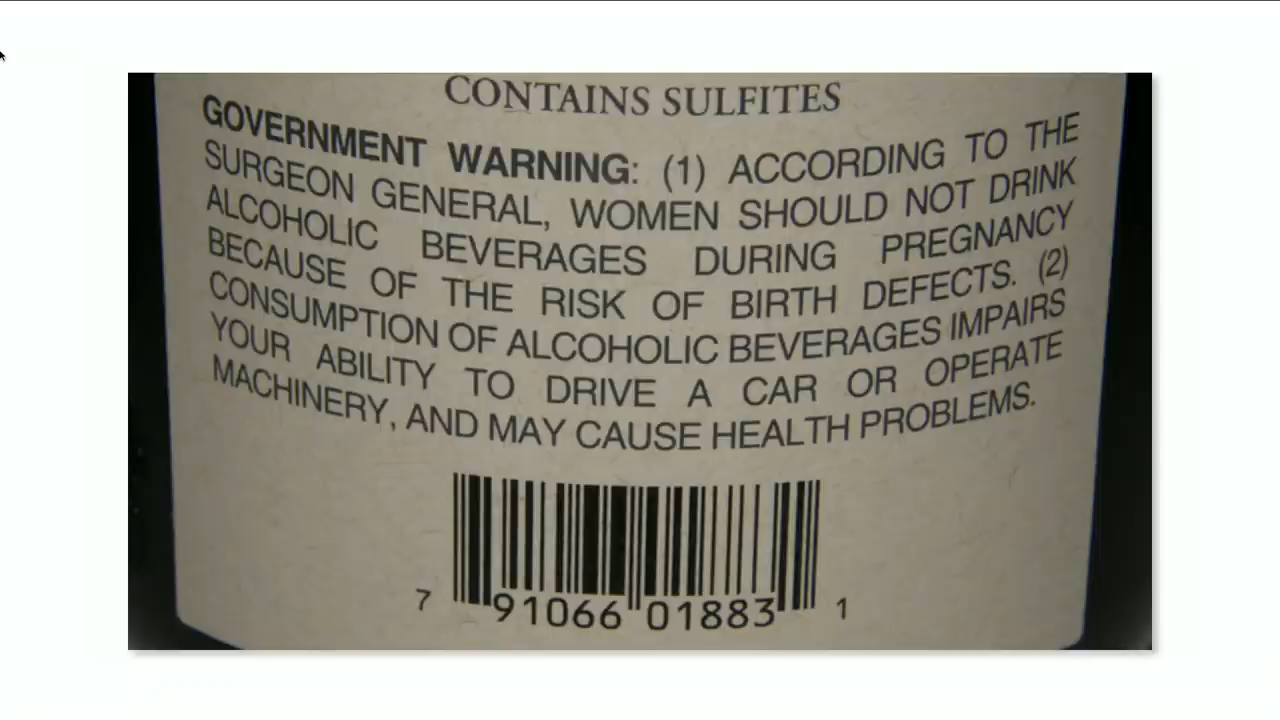 CONTAINS SULFITES
GOVERNMENT WARNING: (1) ACCORDING TO THE
SURGEON GENERAL, WOMEN SHOULD NOT DRINK
ALCOHOLIC BEVERAGES DURING PREGNANCY
BECAUSE OF THE RISK OF BIRTH DEFECTS. (2)
CONSUMPTION OF ALCOHOLIC BEVERAGES IMPAIRS
YOUR ABILITY TO DRIVE A CAR OR OPERATE
MACHINERY, AND MAY CAUSE HEALTH PROBLEMS.
7 91066 01883 1